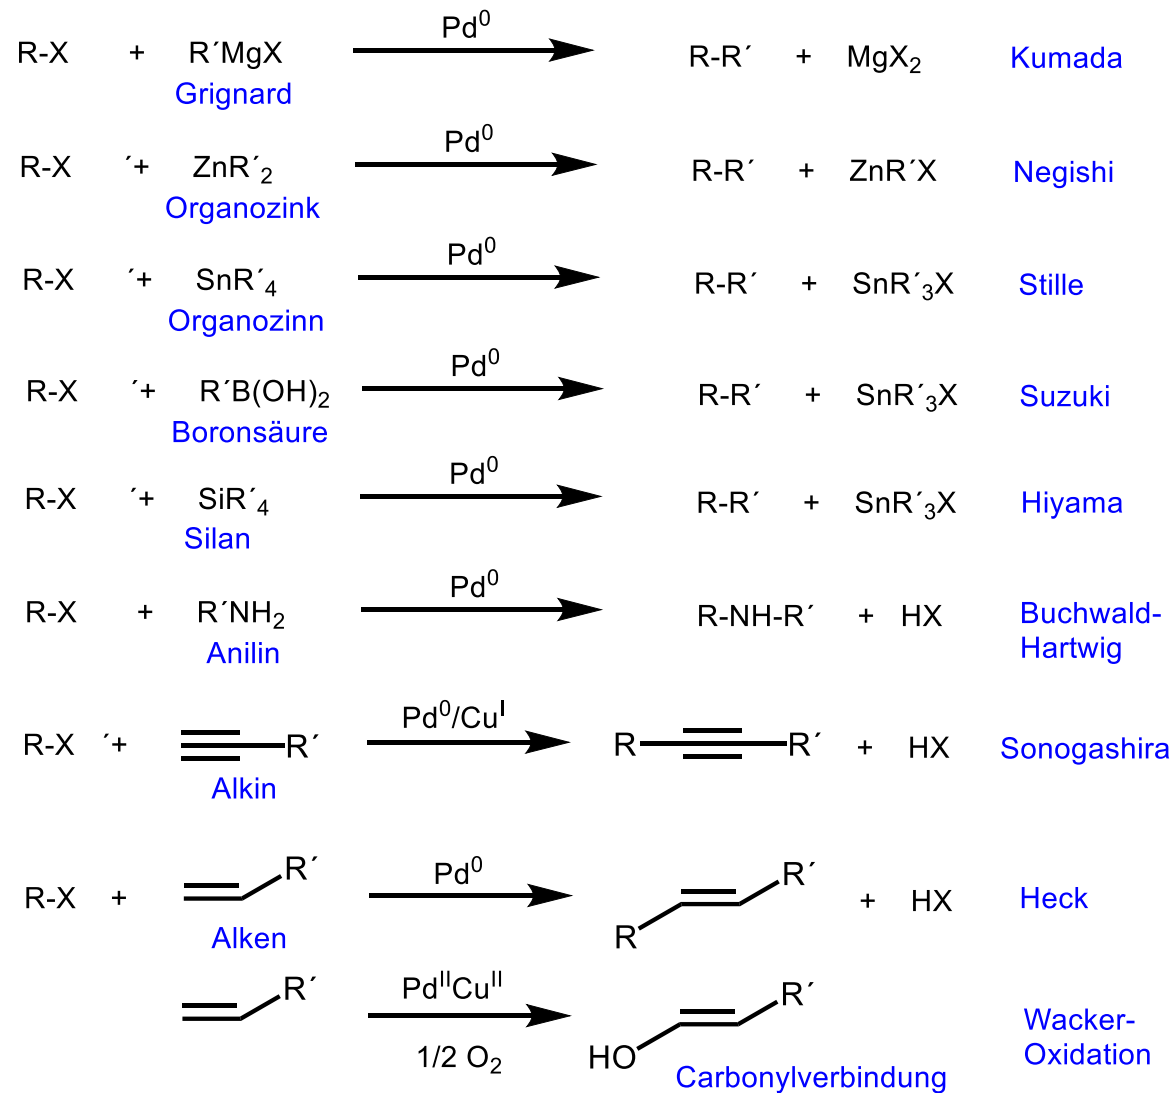 R-X + R´MgX Pd⁰ R-R´ + MgX₂ Kumada
Grignard
R-X ´+ ZnR´₂ Pd⁰ R-R´ + ZnR´X Negishi
Organozink
R-X ´+ SnR´₄ Pd⁰ R-R´ + SnR´₃X Stille
Organozinn
R-X ´+ R´B(OH)₂ Pd⁰ R-R´ + SnR´₃X Suzuki
Boronsäure
R-X ´+ SiR´₄ Pd⁰ R-R´ + SnR´₃X Hiyama
Silan
R-X + R´NH₂ Pd⁰ R-NH-R´ + HX Buchwald-
Anilin Hartwig
R-X ´+ R´ Pd⁰/Cuᴵ R R´ + HX Sonogashira
Alkin
R-X + R´ Pd⁰ R R´ + HX Heck
Alken
R´ PdᴵᴵCuᴵᴵ HO R´ Wacker-
1/2 O₂ Oxidation
Carbonylverbindung